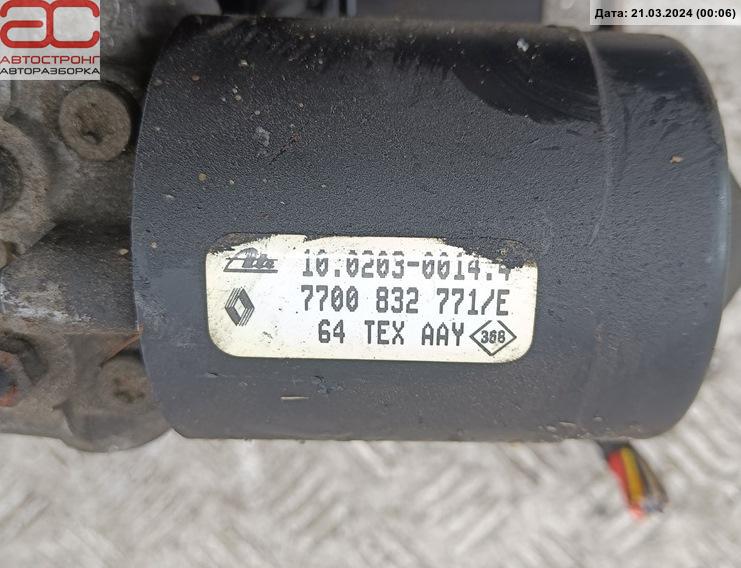 Дата: 21.03.2024 (00:06)
АС
АВТОСТРОНГ
АВТОРАЗБОРКА
Ate 10.0203-0014.4
7700 832 771/E
64 TEX AAY 366